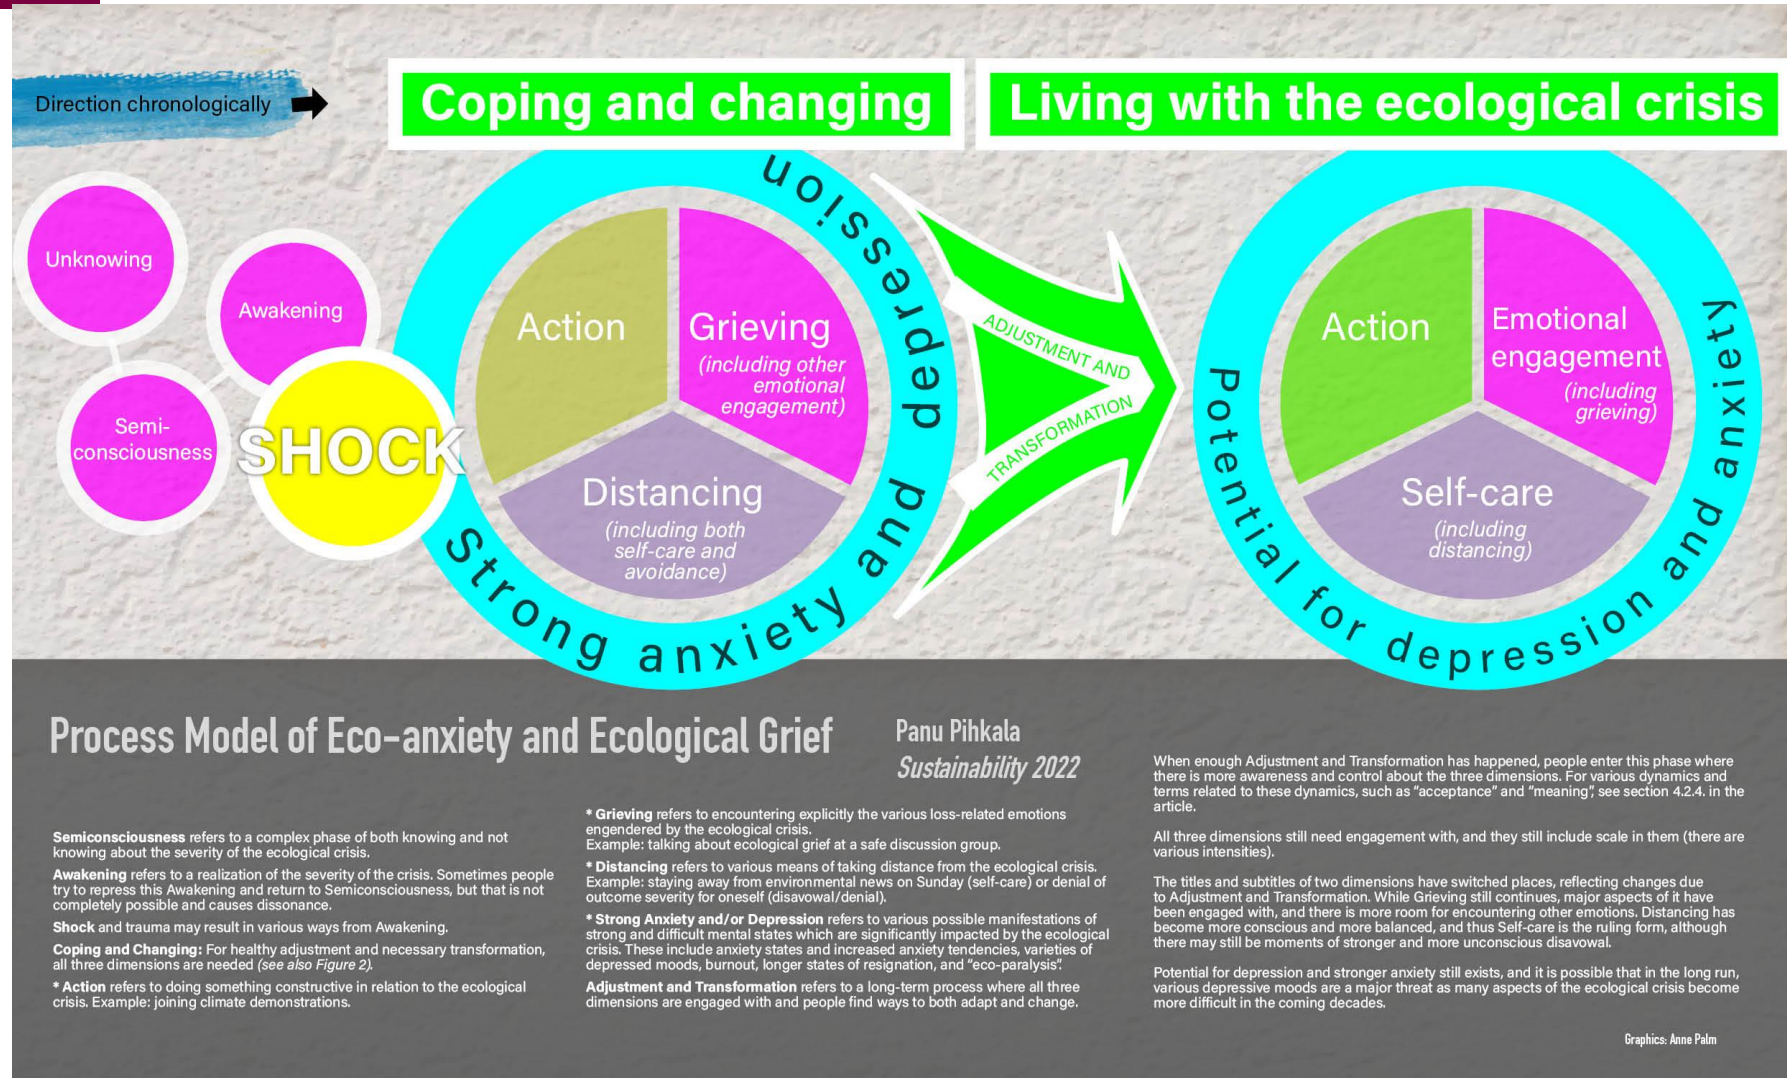 Direction chronologically
Coping and changing
Living with the ecological crisis
Unknowing
Semi-
consciousness
Awakening
SHOCK
Action
Grieving
(including other
emotional
engagement)
Distancing
(including both
self-care and
avoidance)
Strong anxiety and depression
ADJUSTMENT AND
TRANSFORMATION
Action
Emotional
engagement
(including
grieving)
Self-care
(including
distancing)
Potential for depression and anxiety
Process Model of Eco-anxiety and Ecological Grief
Panu Pihkala
Sustainability 2022
Semiconsciousness refers to a complex phase of both knowing and not
knowing about the severity of the ecological crisis.
Awakening refers to a realization of the severity of the crisis. Sometimes people
try to repress this Awakening and return to Semiconsciousness, but that is not
completely possible and causes dissonance.
Shock and trauma may result in various ways from Awakening.
Coping and Changing: For healthy adjustment and necessary transformation,
all three dimensions are needed (see also Figure 2).
* Action refers to doing something constructive in relation to the ecological
crisis. Example: joining climate demonstrations.
* Grieving refers to encountering explicitly the various loss-related emotions
engendered by the ecological crisis.
Example: talking about ecological grief at a safe discussion group.
* Distancing refers to various means of taking distance from the ecological crisis.
Example: staying away from environmental news on Sunday (self-care) or denial of
outcome severity for oneself (disavowal/denial).
* Strong Anxiety and/or Depression refers to various possible manifestations of
strong and difficult mental states which are significantly impacted by the ecological
crisis. These include anxiety states and increased anxiety tendencies, varieties of
depressed moods, burnout, longer states of resignation, and “eco-paralysis”.
Adjustment and Transformation refers to a long-term process where all three
dimensions are engaged with and people find ways to both adapt and change.
When enough Adjustment and Transformation has happened, people enter this phase where
there is more awareness and control about the three dimensions. For various dynamics and
terms related to these dynamics, such as “acceptance” and “meaning”, see section 4.2.4. in the
article.
All three dimensions still need engagement with, and they still include scale in them (there are
various intensities).
The titles and subtitles of two dimensions have switched places, reflecting changes due
to Adjustment and Transformation. While Grieving still continues, major aspects of it have
been engaged with, and there is more room for encountering other emotions. Distancing has
become more conscious and more balanced, and thus Self-care is the ruling form, although
there may still be moments of stronger and more unconscious disavowal.
Potential for depression and stronger anxiety still exists, and it is possible that in the long run,
various depressive moods are a major threat as many aspects of the ecological crisis become
more difficult in the coming decades.
Graphics: Anne Palm